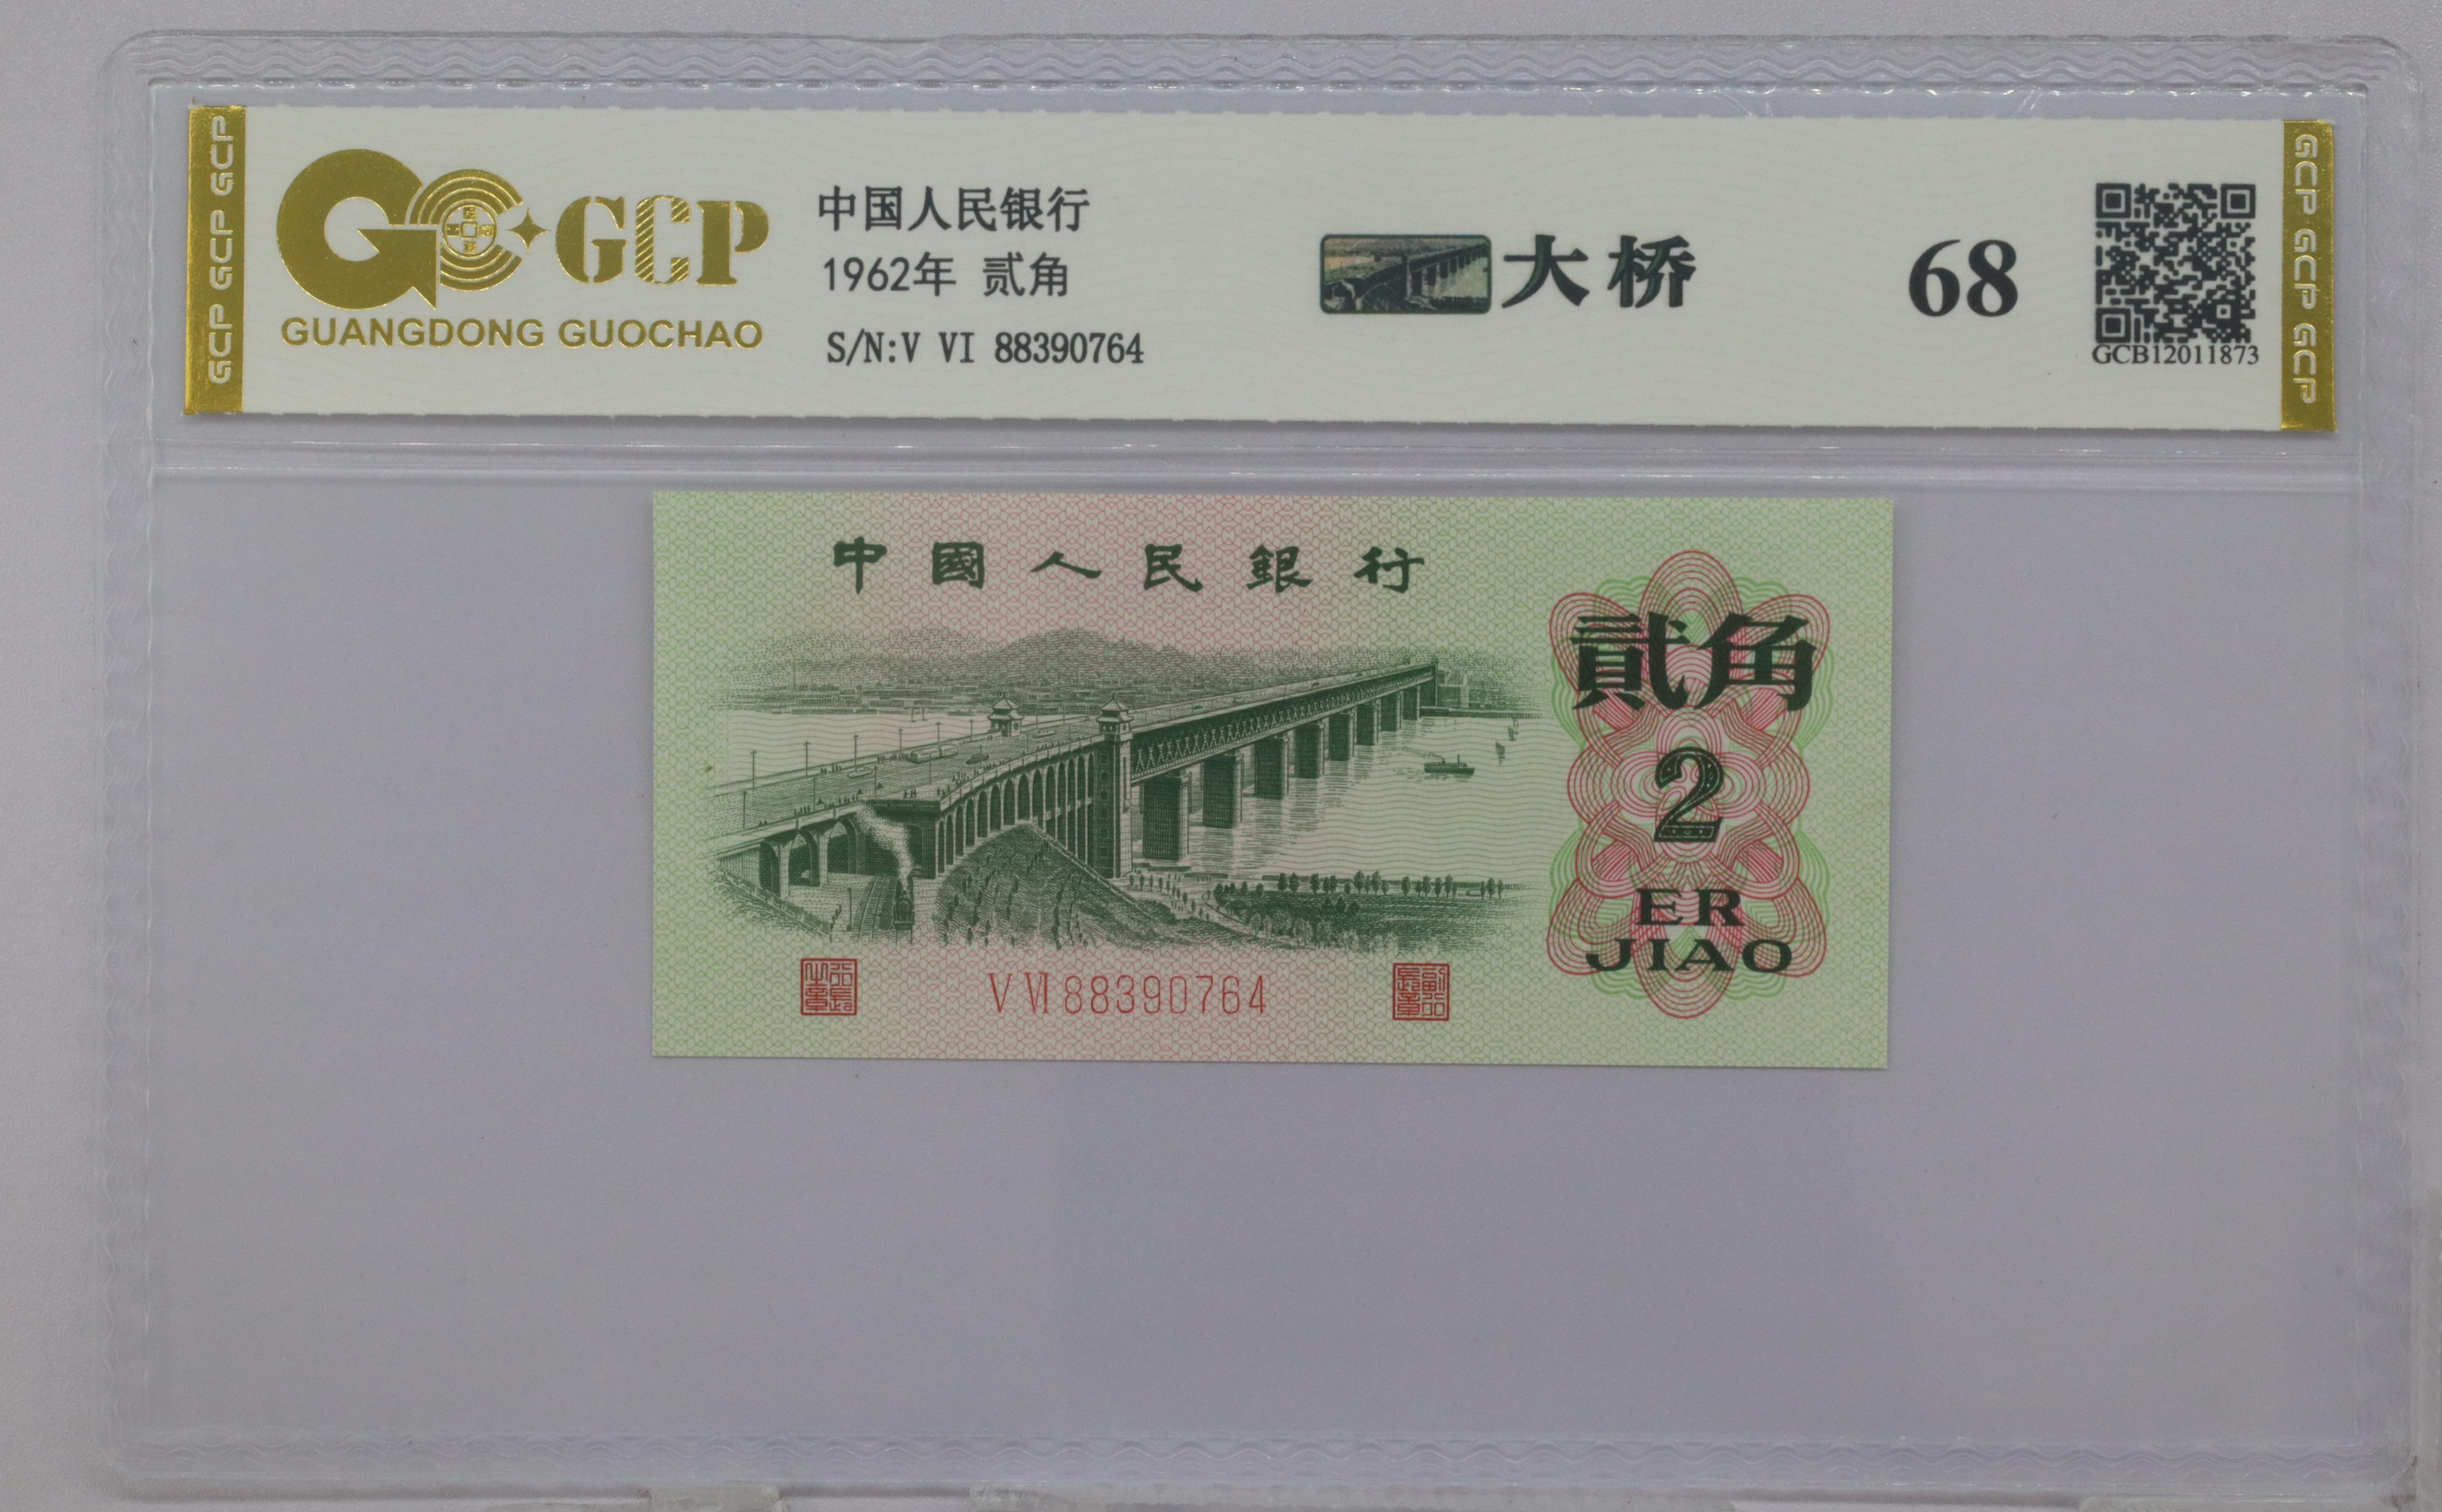 GCP GCP GCP
GCP
GUANGDONG GUOCHAO
中国人民银行
1962年 贰角
S/N:V VI 88390764
大桥
68
GCB12011873
GCP GCP GCP
中國人民銀行
貳角
2
ER
JIAO
V VI 88390764